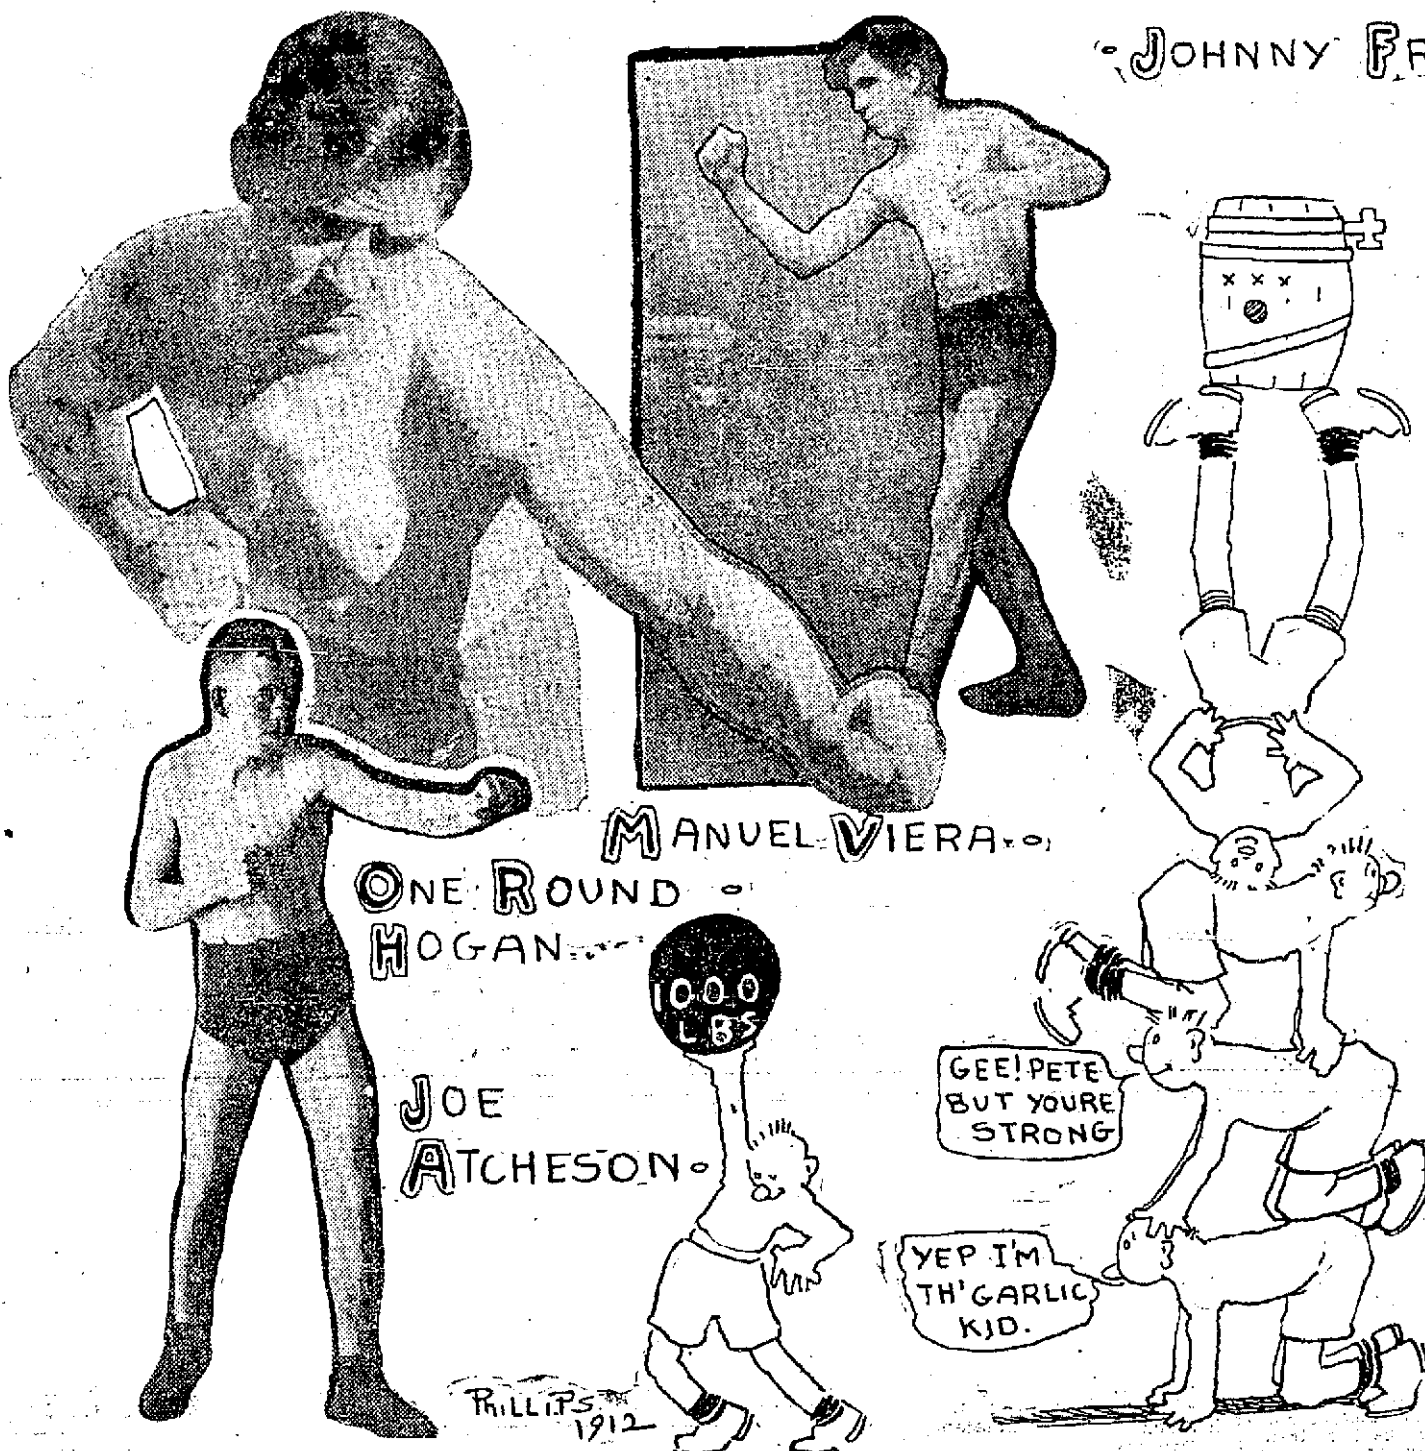 JOHNNY
MANUEL VIERA
ONE ROUND
HOGAN
1000
LBS
JOE
ATCHESON
GEE! PETE
BUT YOURE
STRONG
YEP I'M
TH' GARLIC
KID.
x x x
PHILLIPS
1912